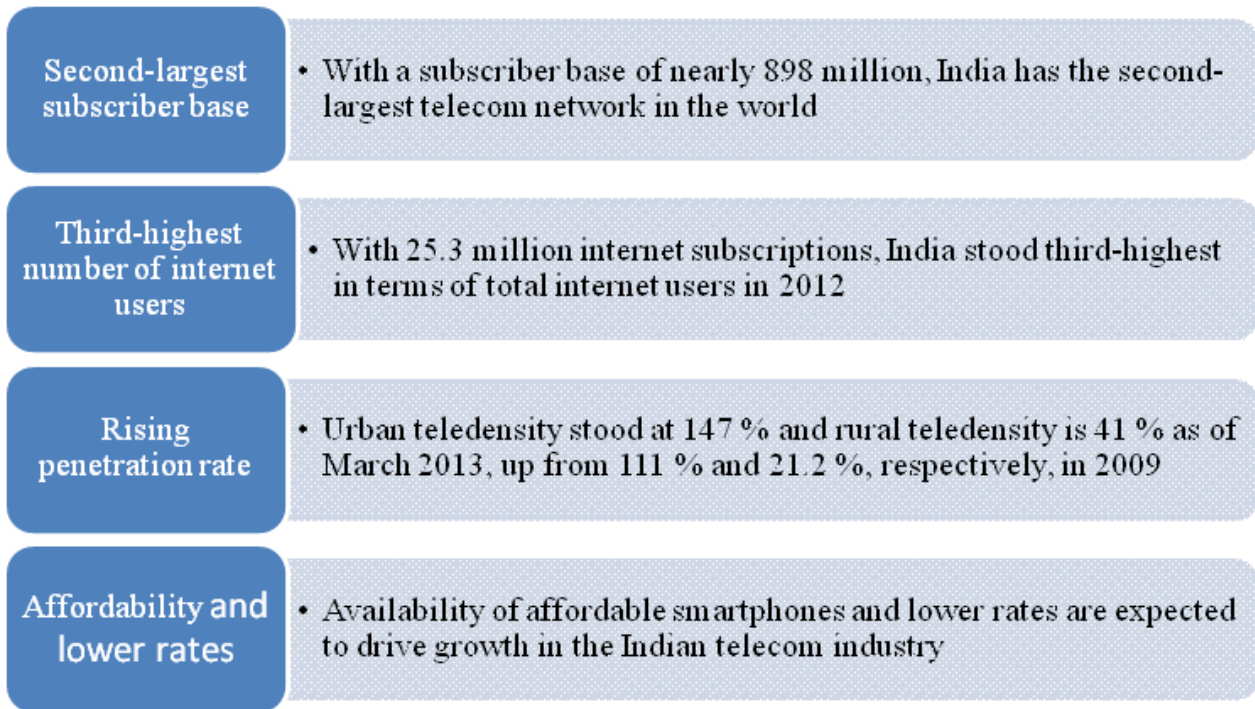 Second-largest
subscriber base
• With a subscriber base of nearly 898 million, India has the second-
largest telecom network in the world
Third-highest
number of internet
users
• With 25.3 million internet subscriptions, India stood third-highest
in terms of total internet users in 2012
Rising
penetration rate
• Urban teledensity stood at 147 % and rural teledensity is 41 % as of
March 2013, up from 111 % and 21.2 %, respectively, in 2009
Affordability and
lower rates
• Availability of affordable smartphones and lower rates are expected
to drive growth in the Indian telecom industry